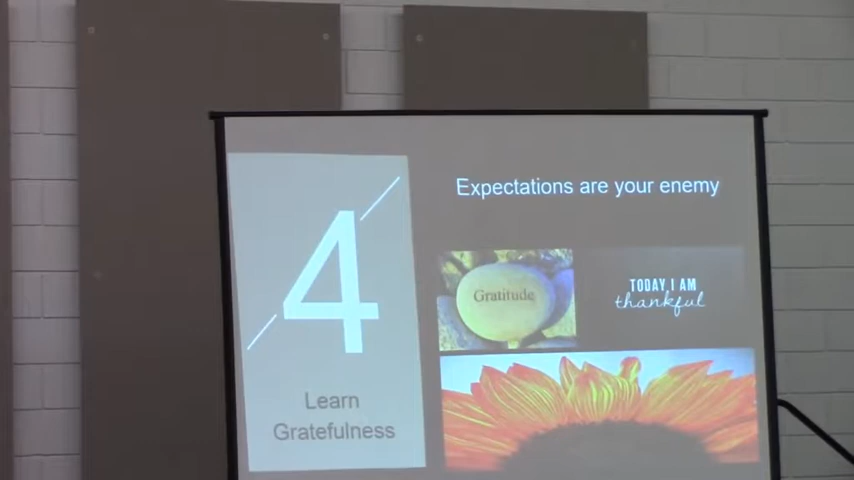 4
Learn
Gratefulness
Expectations are your enemy
Gratitude
TODAY, I AM
thankful